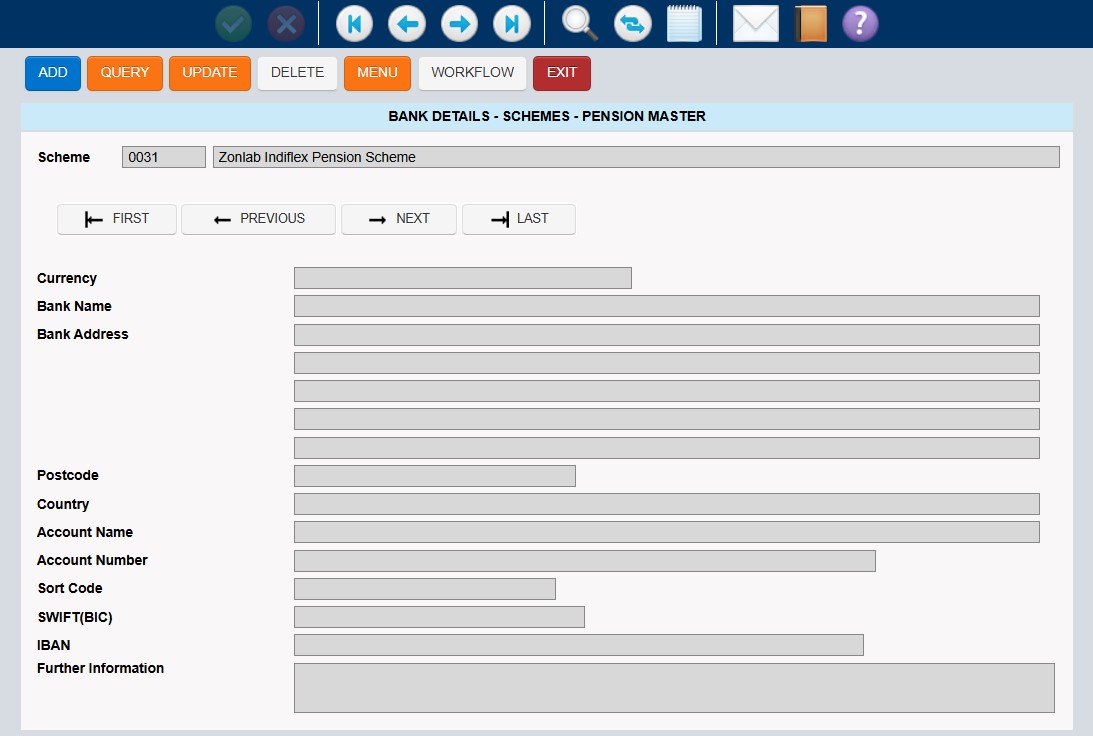 ADD QUERY UPDATE DELETE MENU WORKFLOW EXIT
BANK DETAILS - SCHEMES - PENSION MASTER
Scheme 0031 Zonlab Indiflex Pension Scheme
FIRST PREVIOUS NEXT LAST
Currency
Bank Name
Bank Address
Postcode
Country
Account Name
Account Number
Sort Code
SWIFT(BIC)
IBAN
Further Information